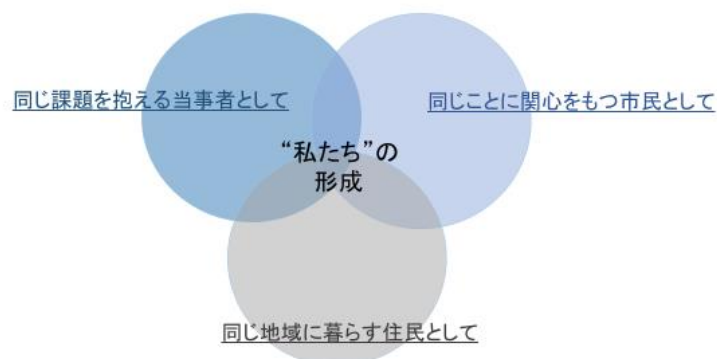 同じ課題を抱える当事者として
同じことに関心をもつ市民として
“私たち”の
形成
同じ地域に暮らす住民として